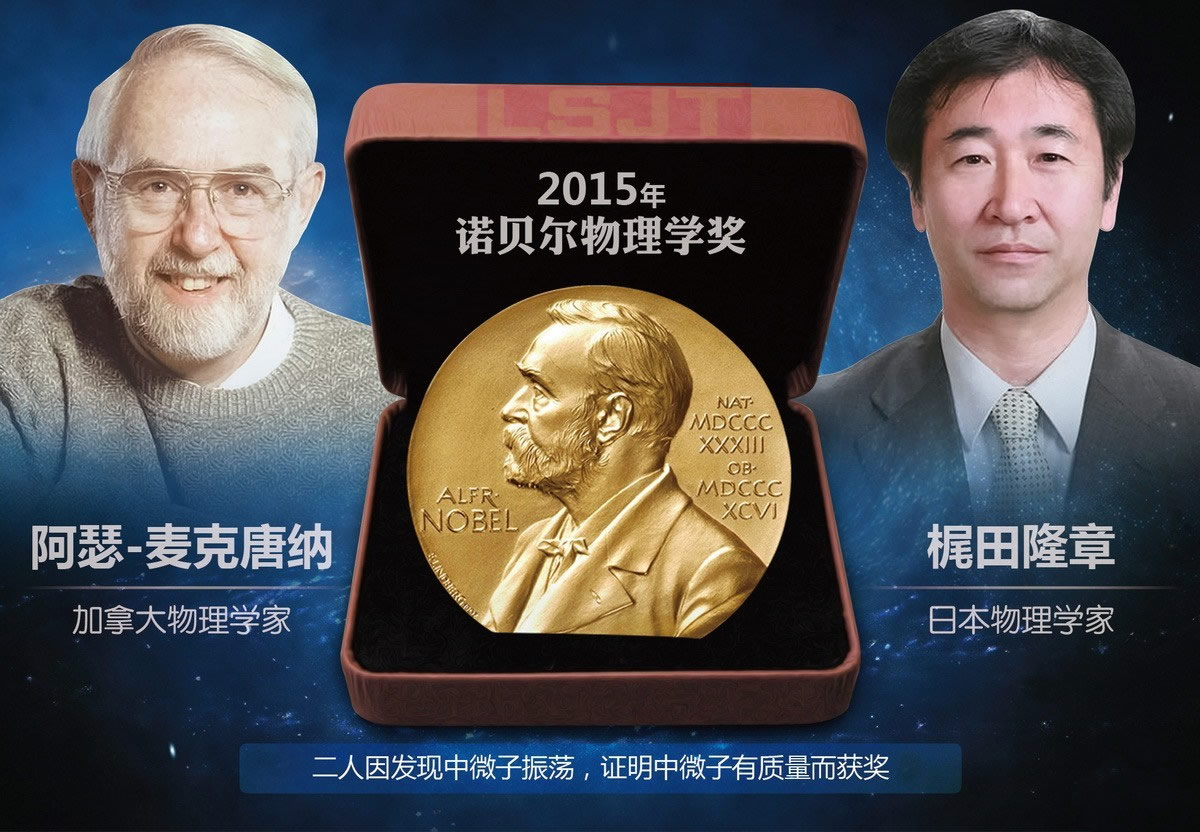 LSJT
2015年
诺贝尔物理学奖
NAT·
MDCCC
XXXIII
OB·
MDCCC
XCVI
ALFR·
NOBEL
阿瑟-麦克唐纳
加拿大物理学家
梶田隆章
日本物理学家
二人因发现中微子振荡，证明中微子有质量而获奖